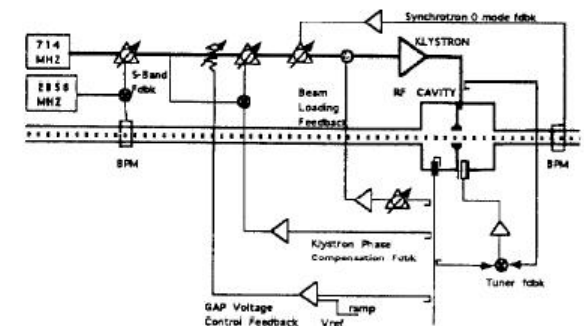 Synchrotron 0 mode fdbk
714
MHZ
KLYSTRON
2856
MHZ
S-Band
Fdbk
Beam
Loading
Feedback
RF CAVITY
BPM
BPM
Klystron Phase
Compensation Fdbk
Tuner fdbk
GAP Voltage
Control Feedback
ramp
Vref